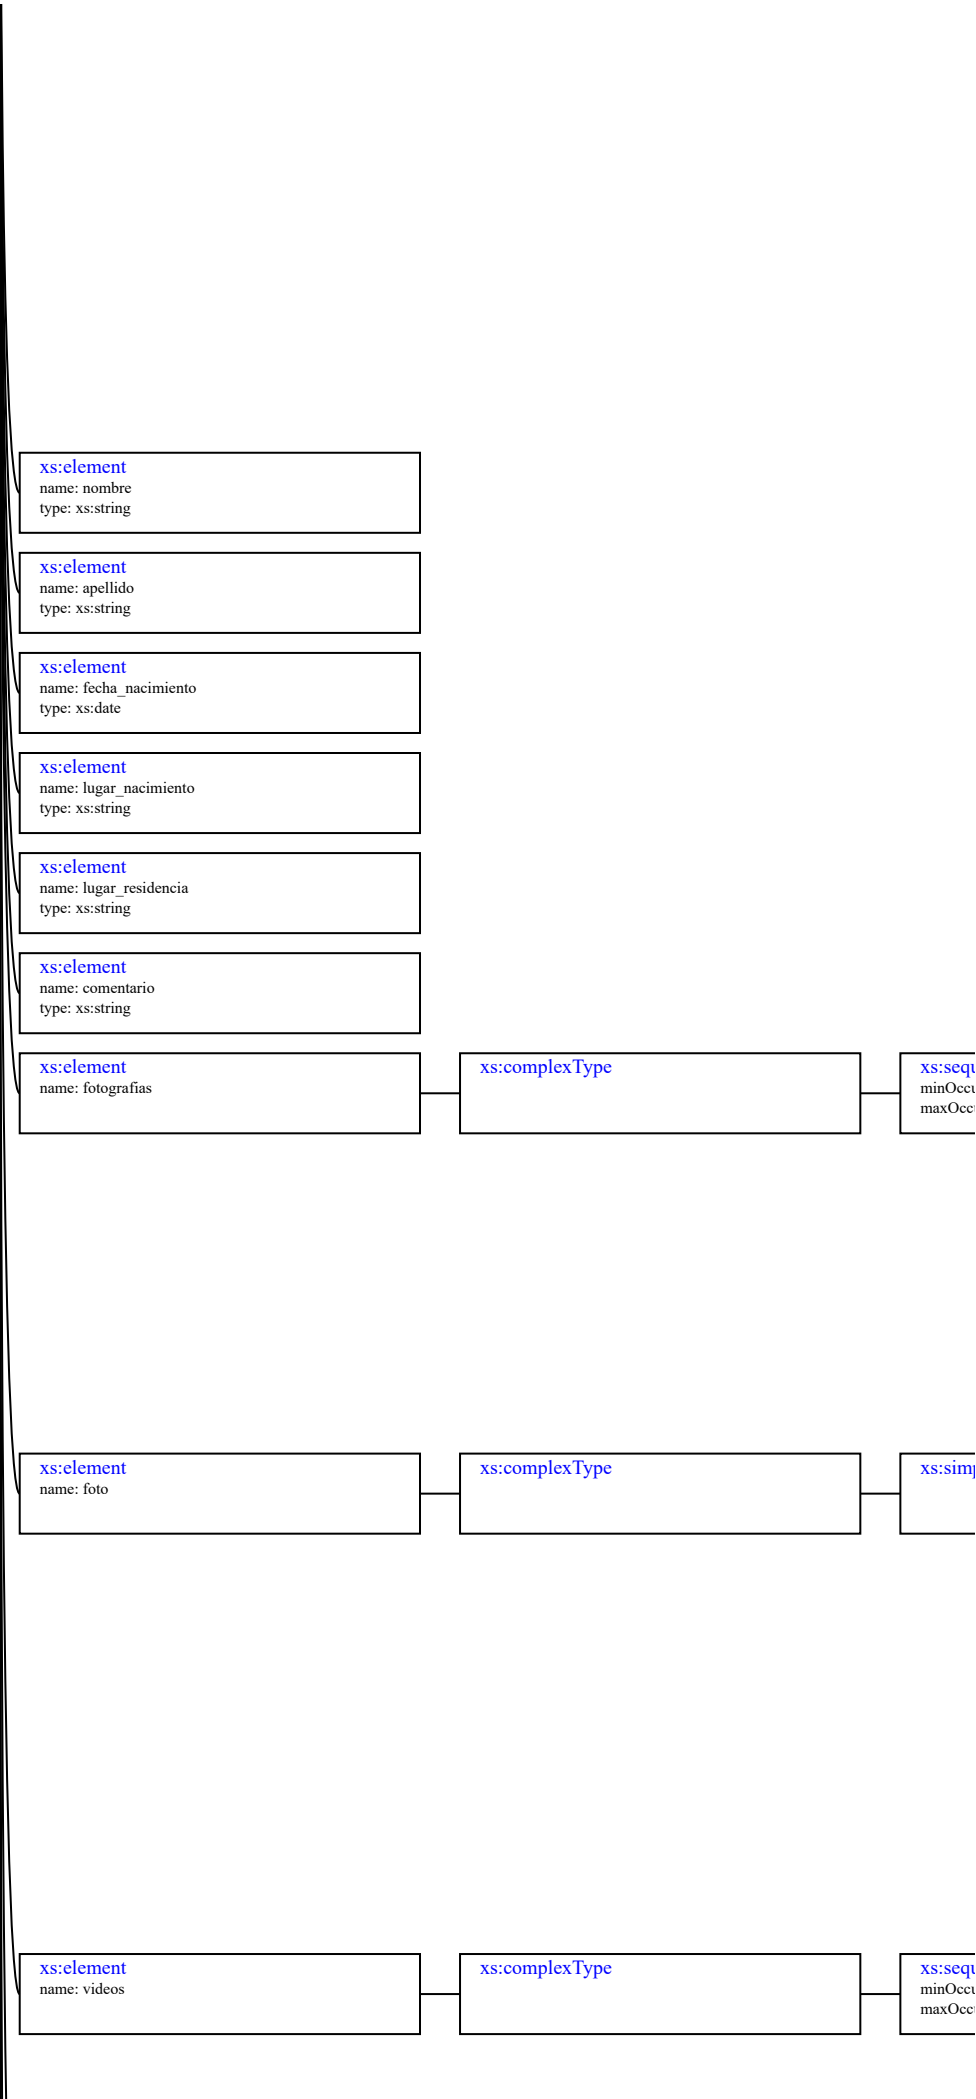 xs:element
name: nombre
type: xs:string
xs:element
name: apellido
type: xs:string
xs:element
name: fecha_nacimiento
type: xs:date
xs:element
name: lugar_nacimiento
type: xs:string
xs:element
name: lugar_residencia
type: xs:string
xs:element
name: comentario
type: xs:string
xs:element
name: fotografias
xs:complexType
xs:element
name: foto
xs:complexType
xs:element
name: videos
xs:complexType